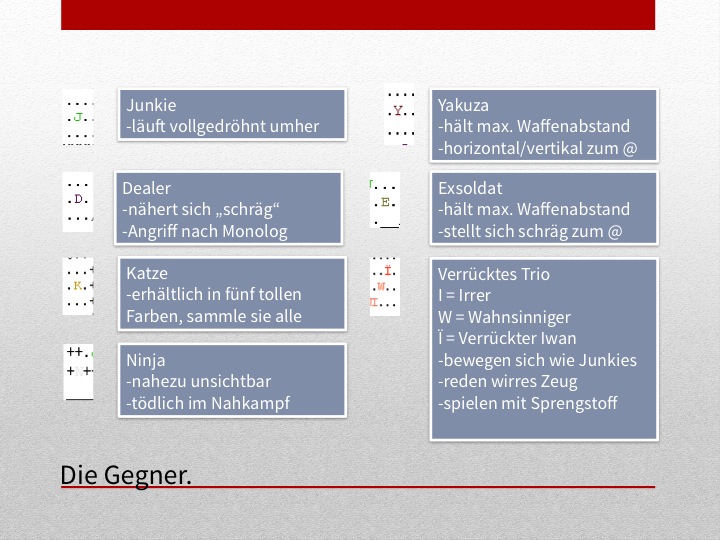 ....
.J.
....
Junkie
-läuft vollgedröhnt umher
...
.D.
...
Dealer
-nähert sich „schräg“
-Angriff nach Monolog
...+
.K.+
...+
Katze
-erhältlich in fünf tollen
Farben, sammle sie alle
++.
+ +
Ninja
-nahezu unsichtbar
-tödlich im Nahkampf
....
.Y..
....
Yakuza
-hält max. Waffenabstand
-horizontal/vertikal zum @
...
.E.
._
Exsoldat
-hält max. Waffenabstand
-stellt sich schräg zum @
..Ï.
.W..
I...
Verrücktes Trio
I = Irrer
W = Wahnsinniger
Ï = Verrückter Iwan
-bewegen sich wie Junkies
-reden wirres Zeug
-spielen mit Sprengstoff
Die Gegner.